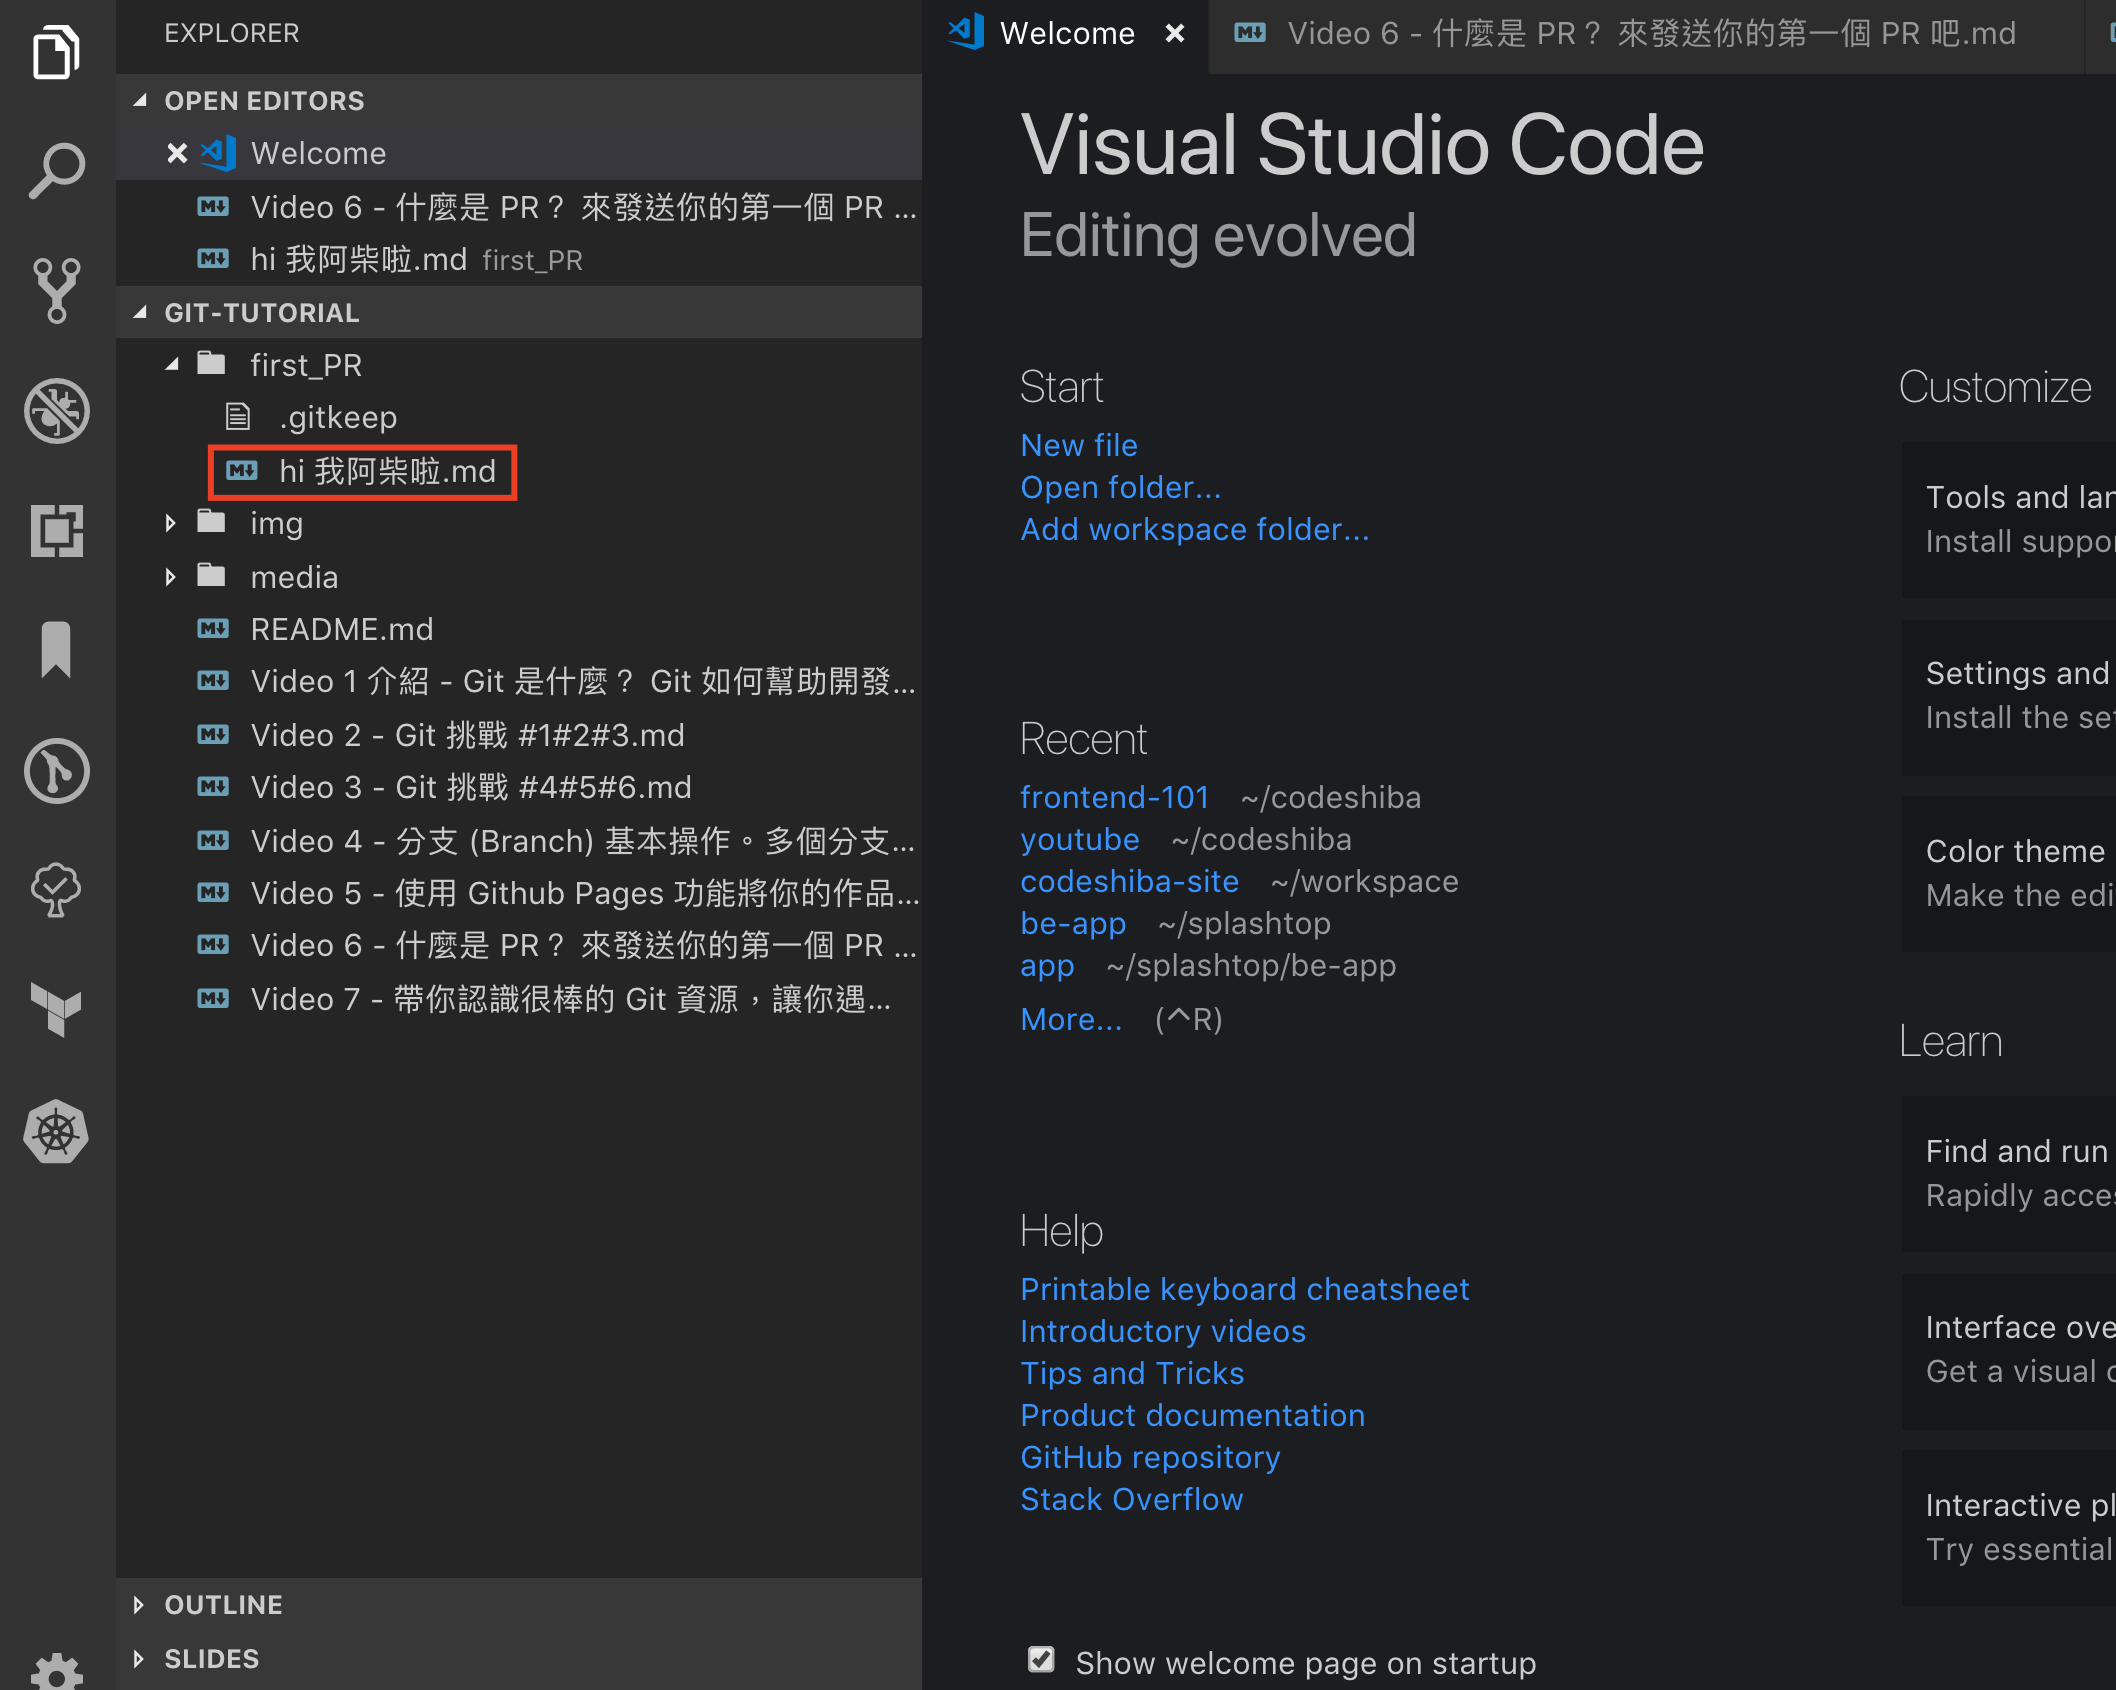 EXPLORER
OPEN EDITORS
Welcome
Video 6 - 什麼是 PR？ 來發送你的第一個 PR ...
hi 我阿柴啦.md first_PR
GIT-TUTORIAL
first_PR
.gitkeep
hi 我阿柴啦.md
img
media
README.md
Video 1 介紹 - Git 是什麼？ Git 如何幫助開發...
Video 2 - Git 挑戰 #1#2#3.md
Video 3 - Git 挑戰 #4#5#6.md
Video 4 - 分支 (Branch) 基本操作。多個分支...
Video 5 - 使用 Github Pages 功能將你的作品...
Video 6 - 什麼是 PR？ 來發送你的第一個 PR ...
Video 7 - 帶你認識很棒的 Git 資源，讓你遇...
OUTLINE
SLIDES
Welcome
Video 6 - 什麼是 PR？ 來發送你的第一個 PR 吧.md
Visual Studio Code
Editing evolved
Start
New file
Open folder...
Add workspace folder...
Recent
frontend-101 ~/codeshiba
youtube ~/codeshiba
codeshiba-site ~/workspace
be-app ~/splashtop
app ~/splashtop/be-app
More... (^R)
Help
Printable keyboard cheatsheet
Introductory videos
Tips and Tricks
Product documentation
GitHub repository
Stack Overflow
Show welcome page on startup
Customize
Tools and
Install
Settings and
Install the
Color theme
Make the
Learn
Find and run
Rapidly
Interface
Get a visual
Interactive
Try essential